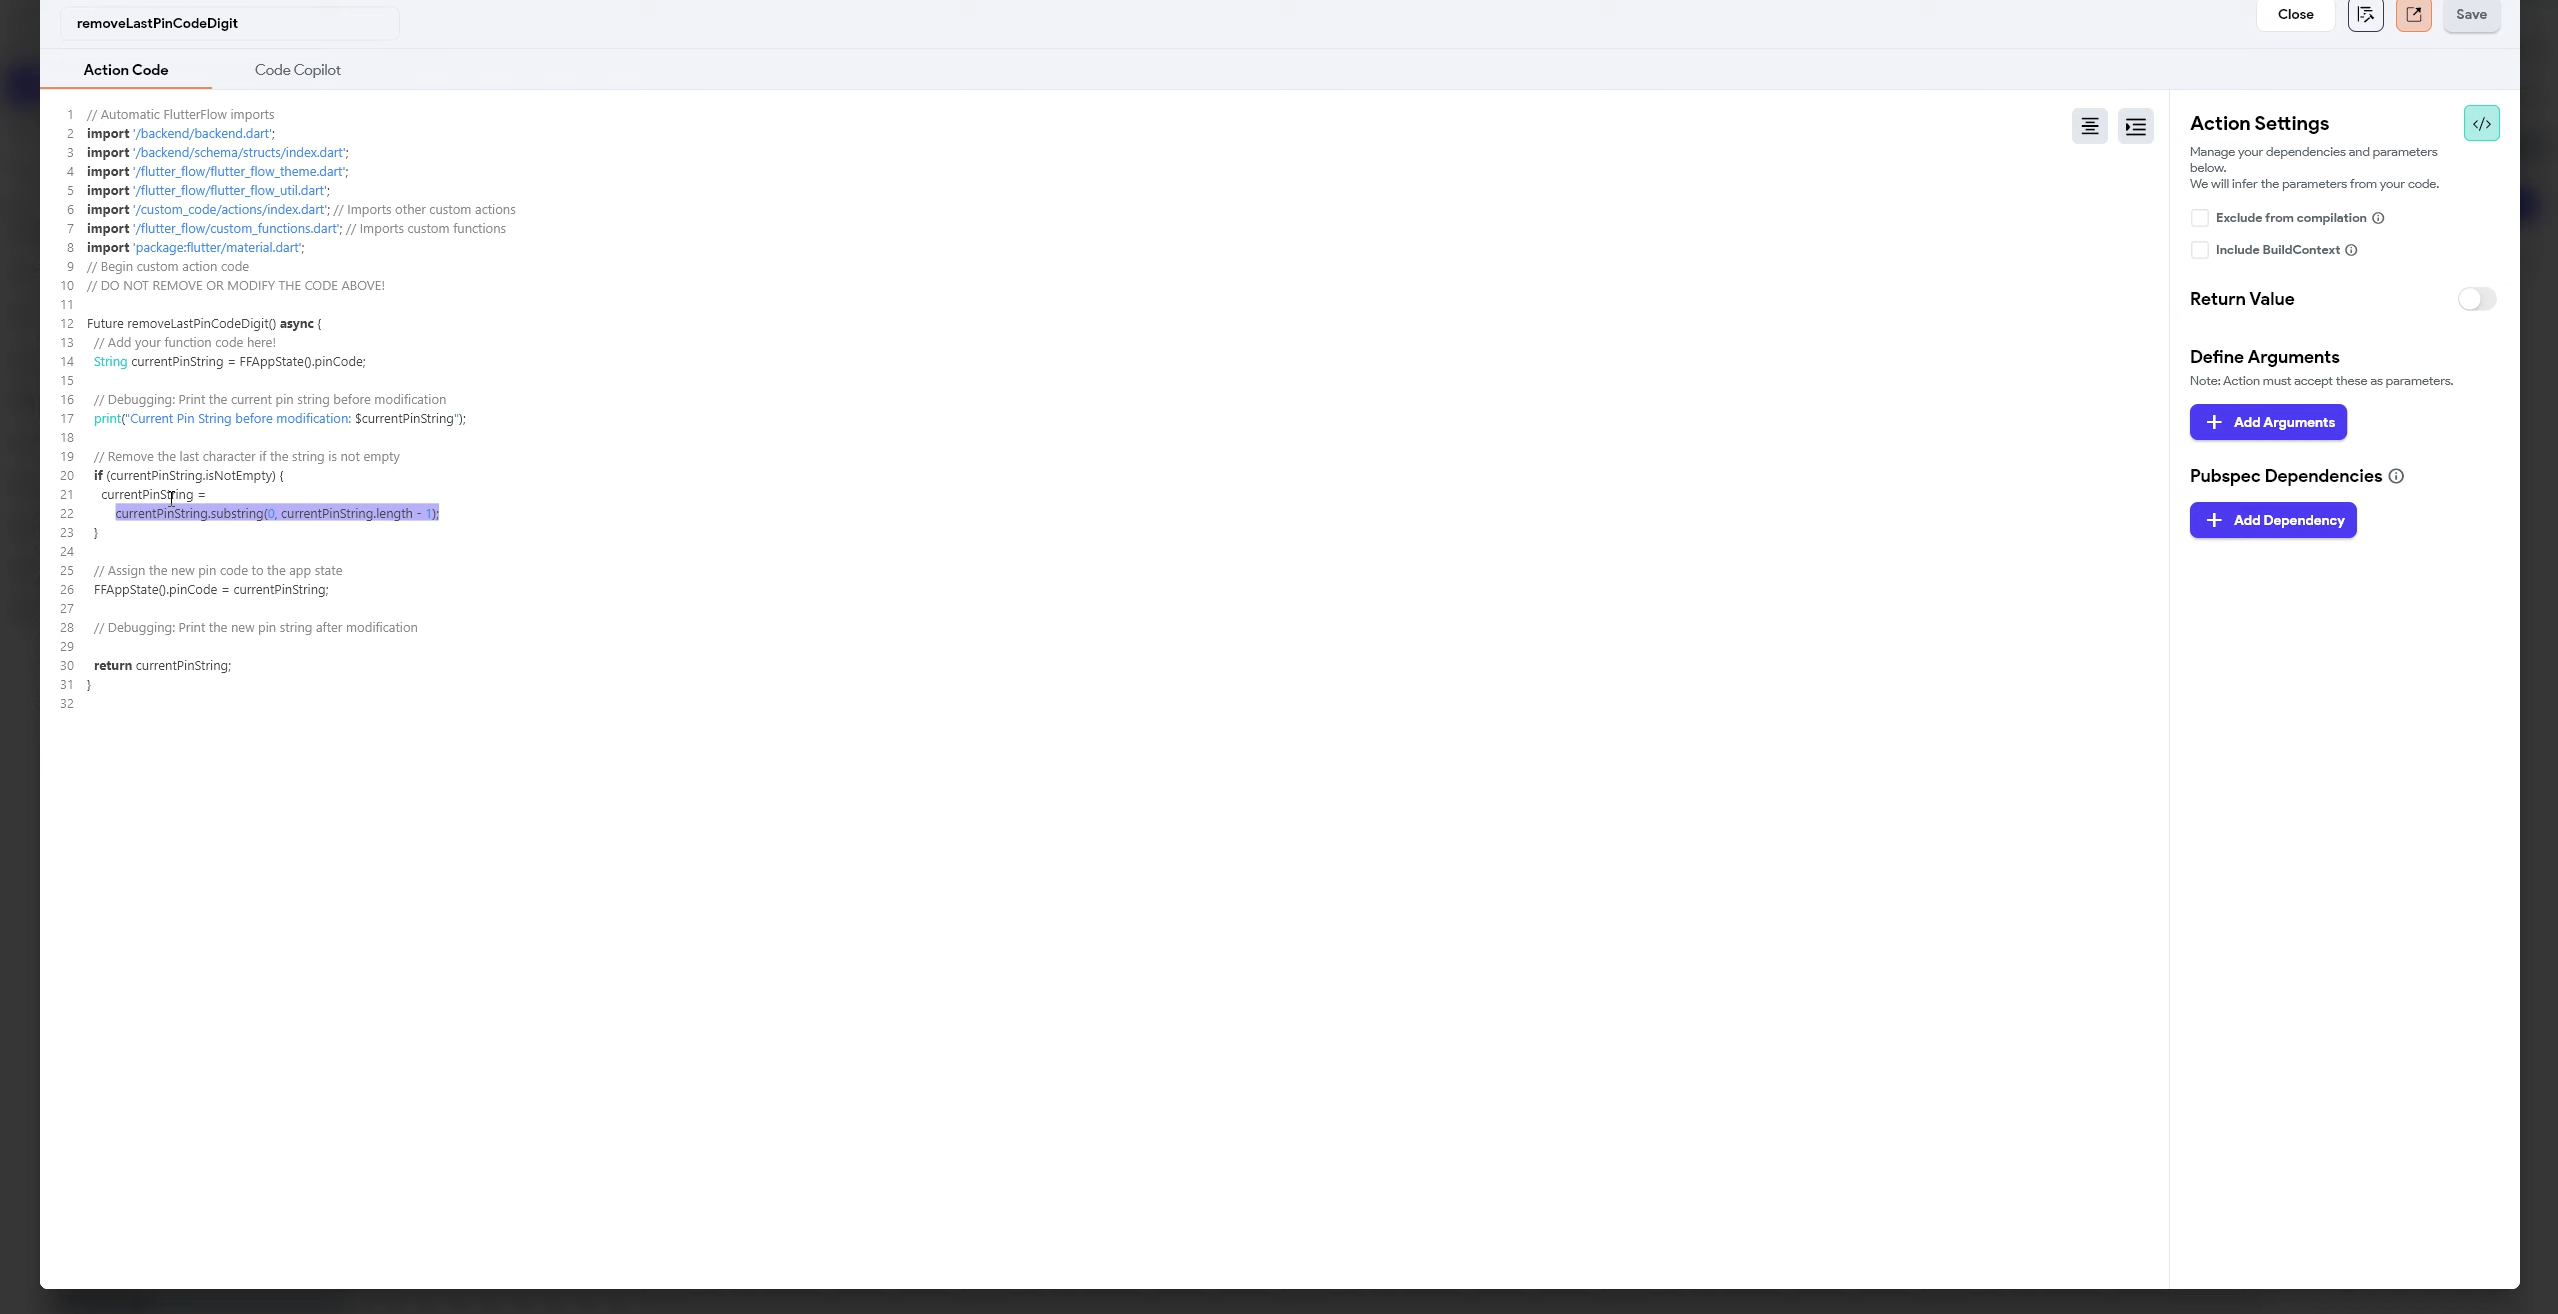 removeLastPinCodeDigit
Close
Save
Action Code
Code Copilot
1 // Automatic FlutterFlow imports
2 import '/backend/backend.dart';
3 import '/backend/schema/structs/index.dart';
4 import '/flutter_flow/flutter_flow_theme.dart';
5 import '/flutter_flow/flutter_flow_util.dart';
6 import '/custom_code/actions/index.dart'; // Imports other custom actions
7 import '/flutter_flow/custom_functions.dart'; // Imports custom functions
8 import 'package:flutter/material.dart';
9 // Begin custom action code
10 // DO NOT REMOVE OR MODIFY THE CODE ABOVE!
11
12 Future removeLastPinCodeDigit() async {
13 // Add your function code here!
14 String currentPinString = FFAppState().pinCode;
15
16 // Debugging: Print the current pin string before modification
17 print("Current Pin String before modification: $currentPinString");
18
19 // Remove the last character if the string is not empty
20 if (currentPinString.isNotEmpty) {
21 currentPinString =
22 currentPinString.substring(0, currentPinString.length - 1);
23 }
24
25 // Assign the new pin code to the app state
26 FFAppState().pinCode = currentPinString;
27
28 // Debugging: Print the new pin string after modification
29
30 return currentPinString;
31 }
32
Action Settings
</>
Manage your dependencies and parameters
below.
We will infer the parameters from your code.
Exclude from compilation
Include BuildContext
Return Value
Define Arguments
Note: Action must accept these as parameters.
+ Add Arguments
Pubspec Dependencies
+ Add Dependency